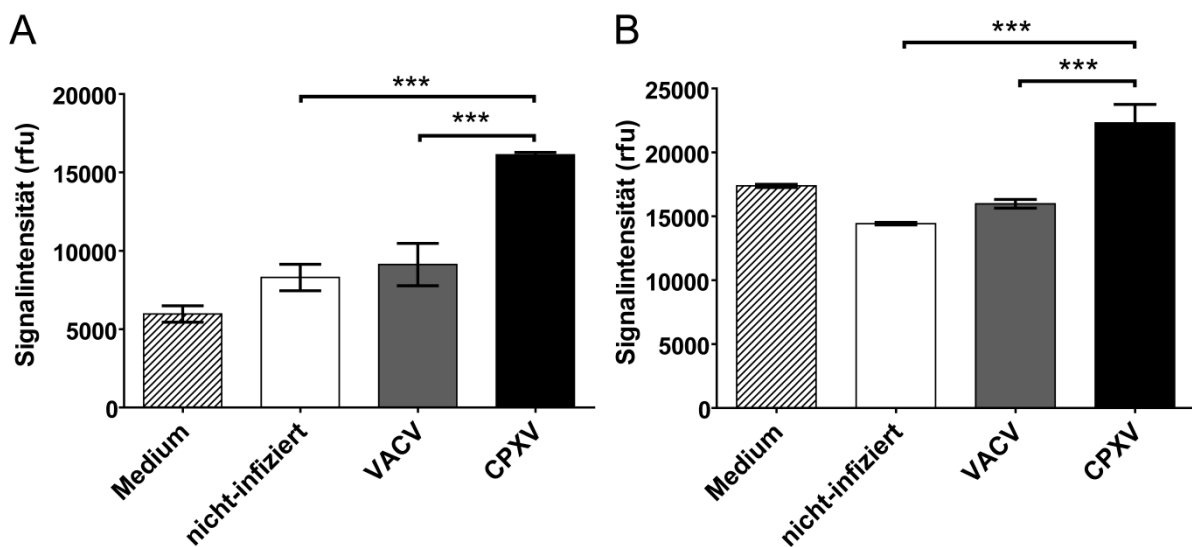 A
***
***
Signalintensität (rfu)
20000
15000
10000
5000
0
Medium
nicht-infiziert
VACV
CPXV
B
***
***
Signalintensität (rfu)
25000
20000
15000
10000
5000
0
Medium
nicht-infiziert
VACV
CPXV